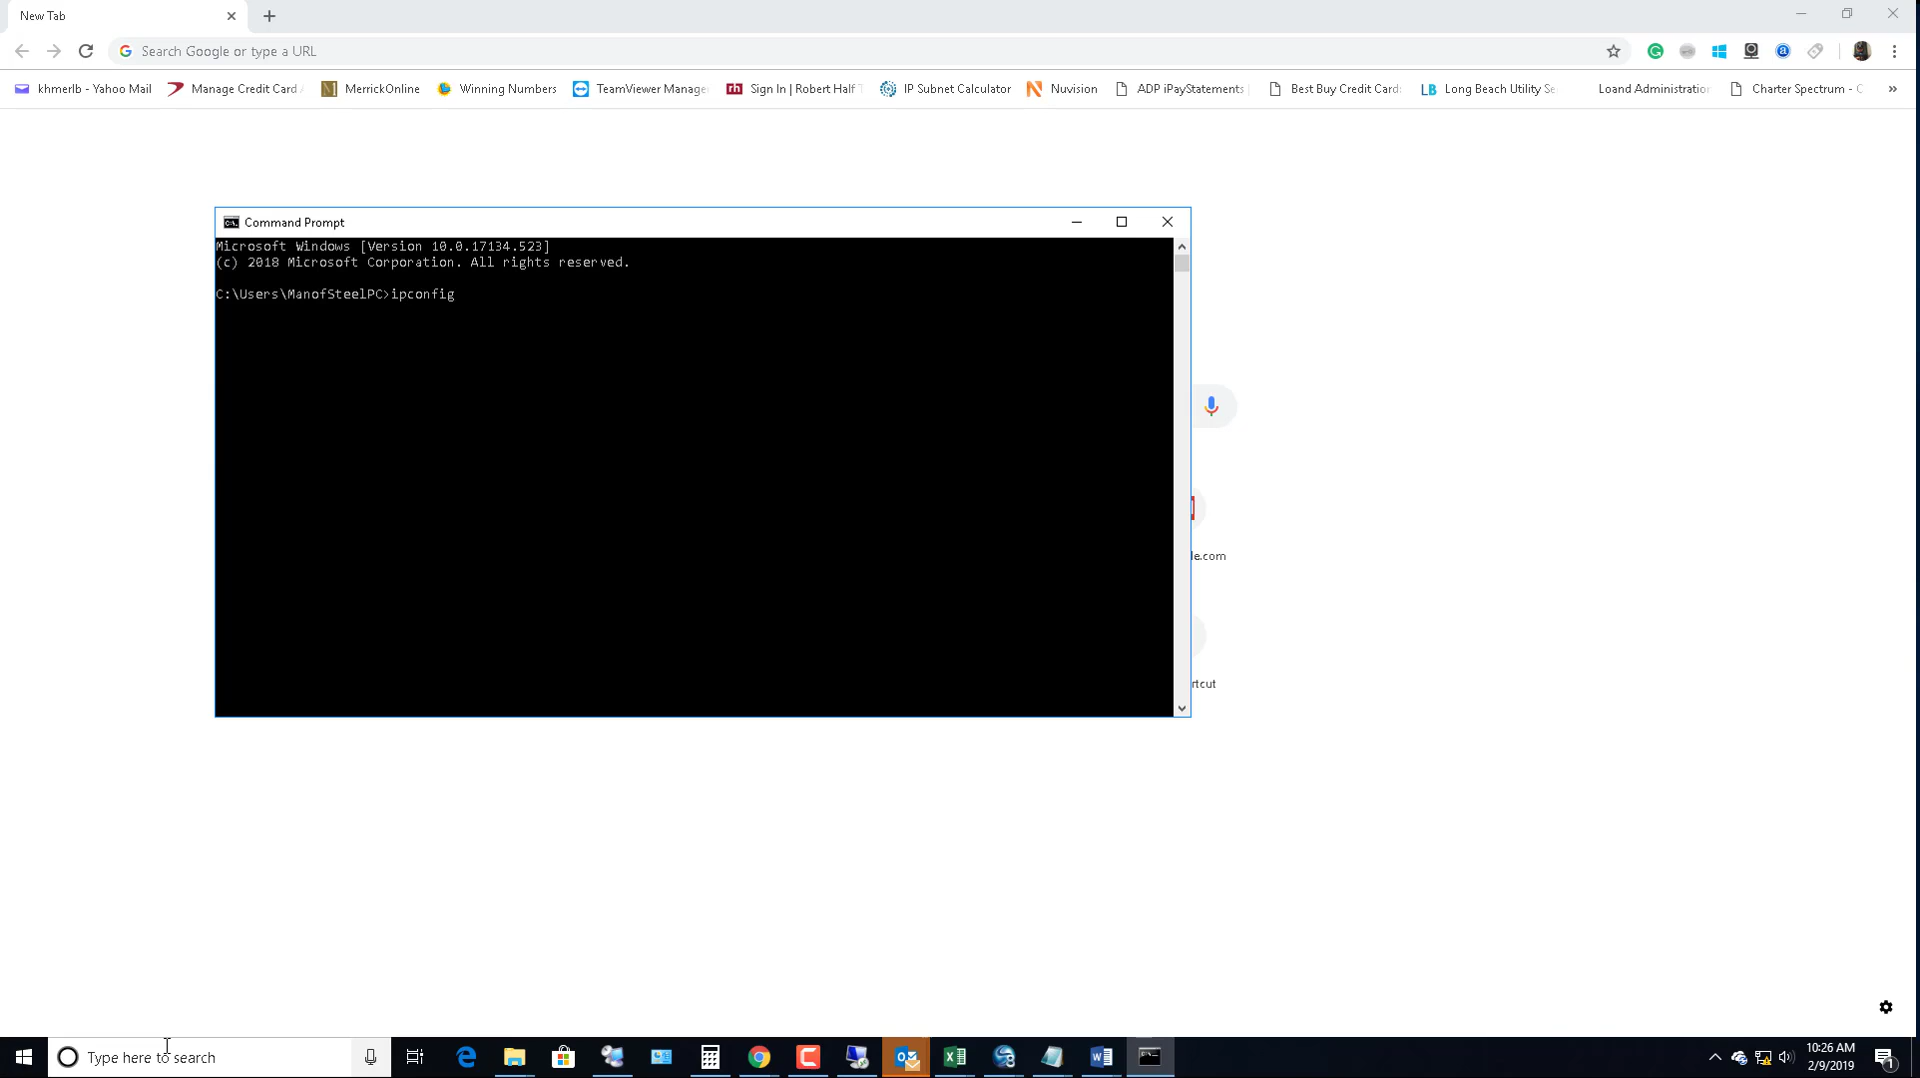 New Tab
Search Google or type a URL
khmerlb - Yahoo Mail
Manage Credit Card
MerrickOnline
Winning Numbers
TeamViewer Manage
rh Sign In | Robert Half
IP Subnet Calculator
Nuvision
ADP iPayStatements
Best Buy Credit Card
LB Long Beach Utility Se
Loand Administratio
Charter Spectrum - C
»
Command Prompt
Microsoft Windows [Version 10.0.17134.523]
(c) 2018 Microsoft Corporation. All rights reserved.
C:\Users\ManofSteelPC>ipconfig
le.com
rtcut
Type here to search
10:26 AM
2/9/2019
1